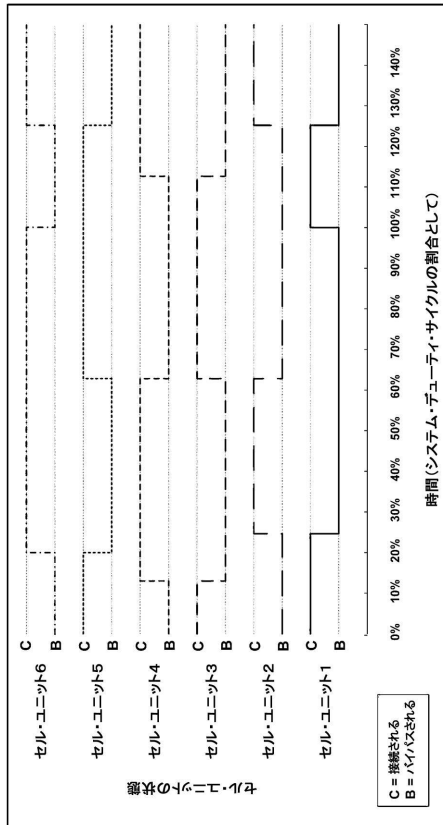 セル・ユニットの状態
セル・ユニット6
C
B
セル・ユニット5
C
B
セル・ユニット4
C
B
セル・ユニット3
C
B
セル・ユニット2
C
B
セル・ユニット1
C
B
0% 10% 20% 30% 40% 50% 60% 70% 80% 90% 100% 110% 120% 130% 140%
時間(システム・デューティ・サイクルの割合として)
C = 接続される
B = バイパスされる